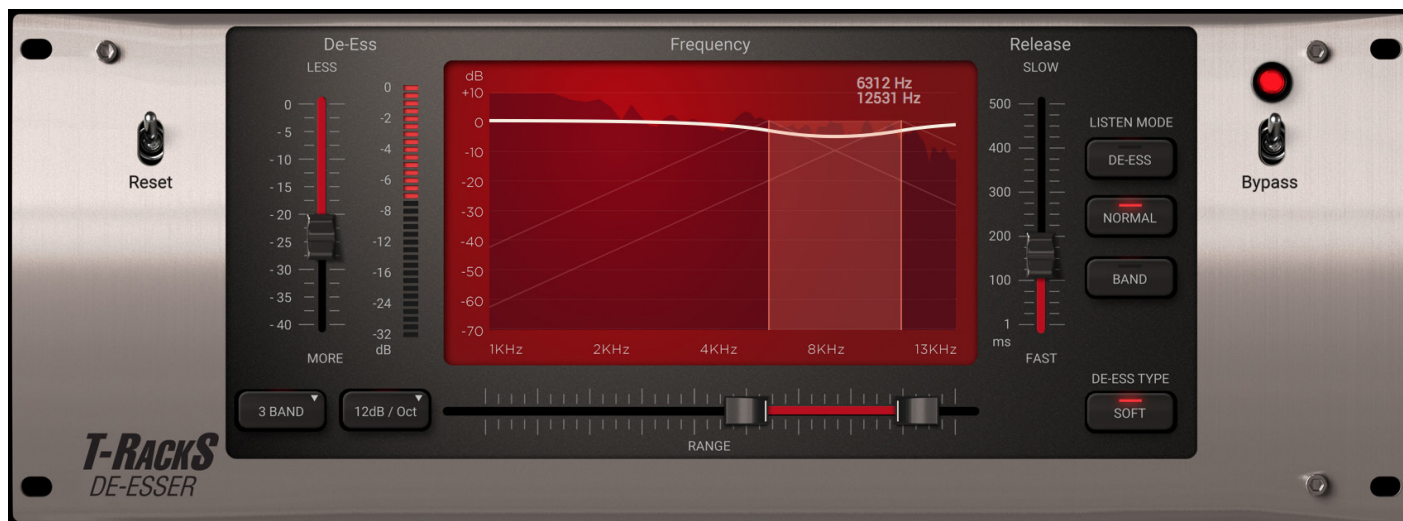 De-Ess
LESS
0
- 5
- 10
- 15
- 20
- 25
- 30
- 35
- 40
MORE
0
-2
-4
-6
-8
-12
-16
-24
-32
dB
Frequency
dB
+10
0
-10
-20
-30
-40
-50
-60
-70
6312 Hz
12531 Hz
1KHz 2KHz 4KHz 8KHz 13KHz
Release
SLOW
500
400
300
200
100
1
ms
FAST
LISTEN MODE
DE-ESS
NORMAL
BAND
DE-ESS TYPE
SOFT
Reset
Bypass
3 BAND
12dB / Oct
RANGE
T-RackS
DE-ESSER